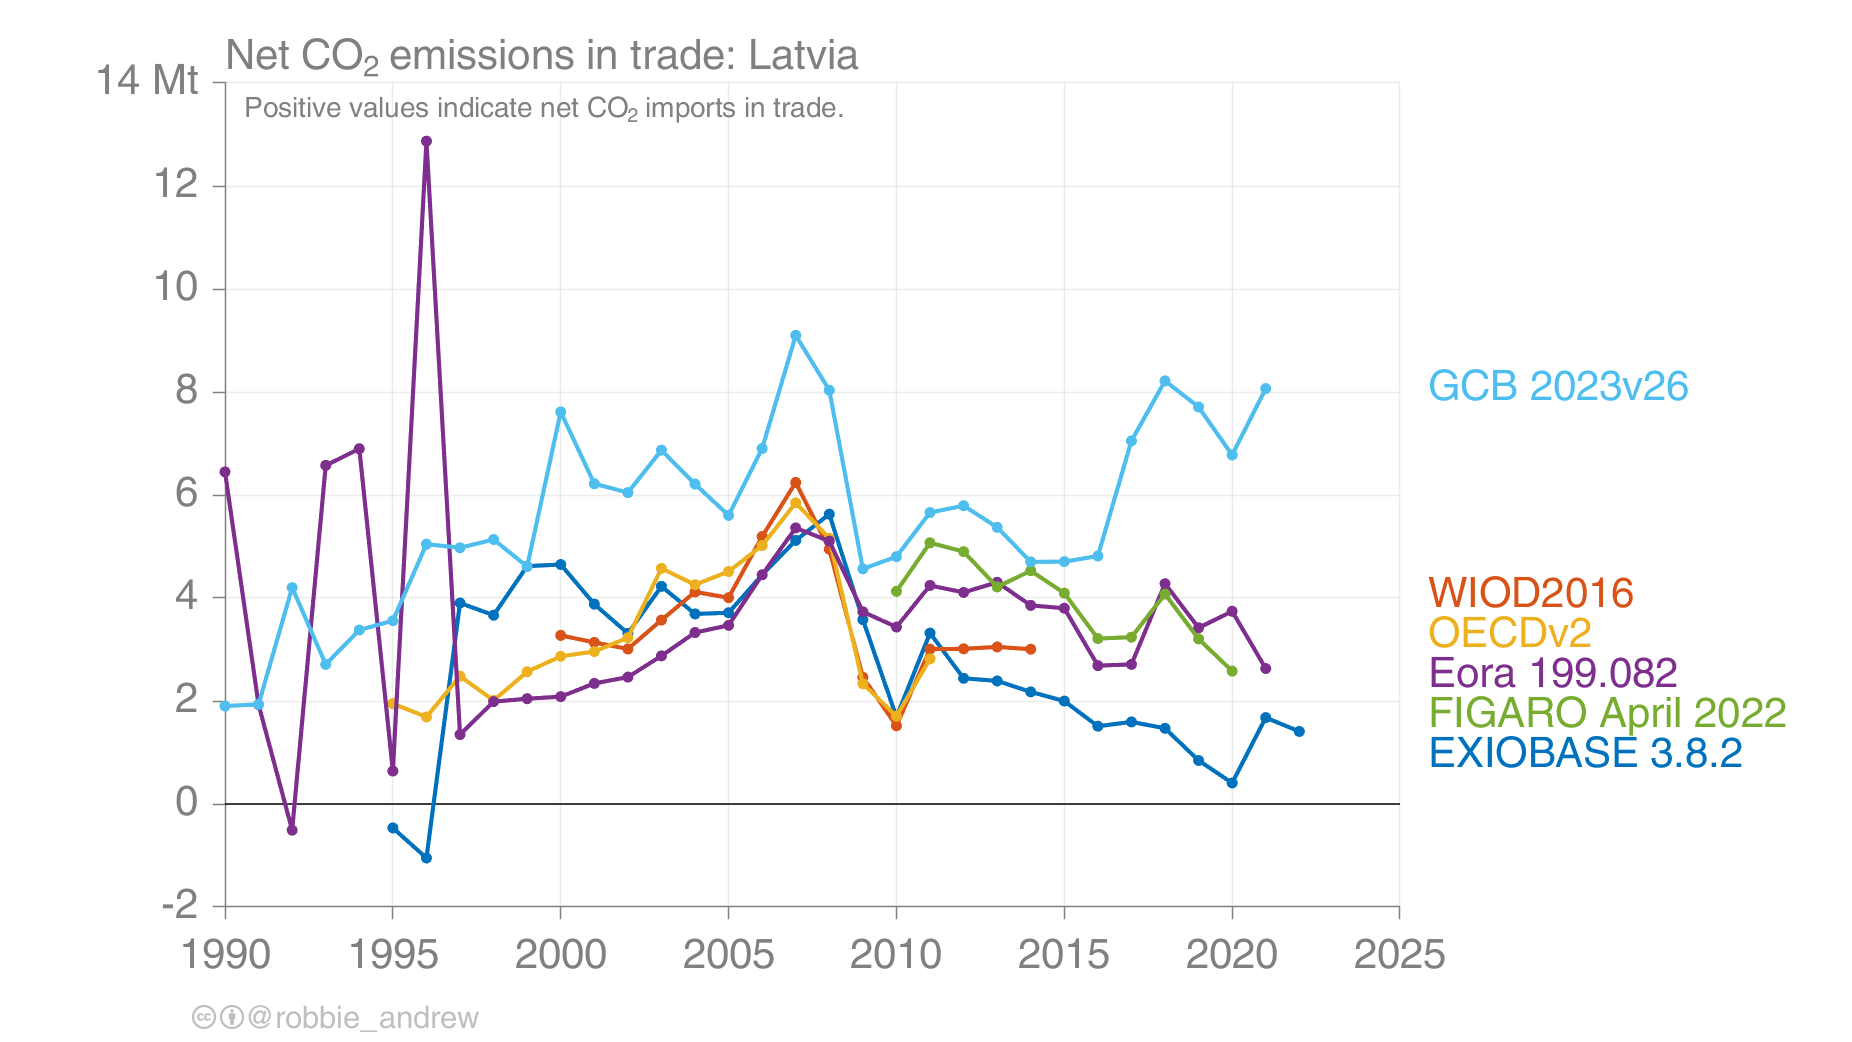 Net CO₂ emissions in trade: Latvia
14 Mt
Positive values indicate net CO₂ imports in trade.
12
10
8
6
4
2
0
-2
1990 1995 2000 2005 2010 2015 2020 2025
GCB 2023v26
WIOD2016
OECDv2
Eora 199.082
FIGARO April 2022
EXIOBASE 3.8.2
cc @robbie_andrew